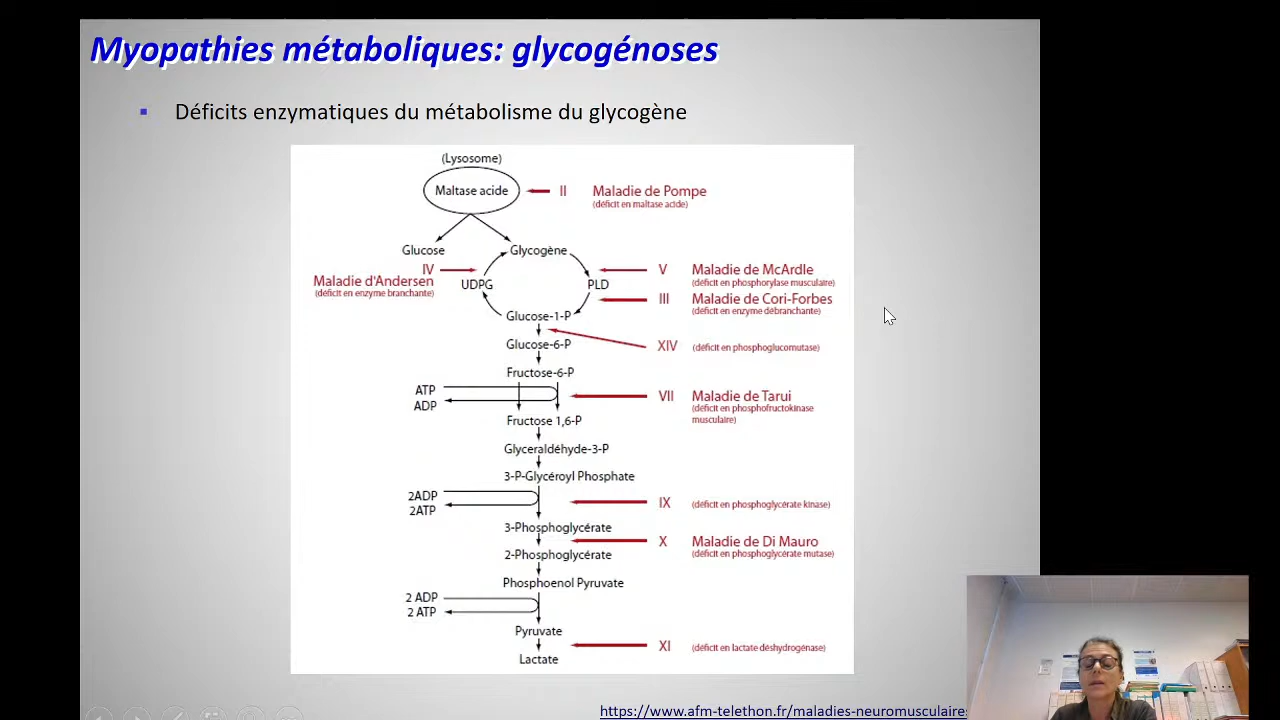 Myopathies métaboliques: glycogénoses
Déficits enzymatiques du métabolisme du glycogène
(Lysosome)
Maltase acide
II
Maladie de Pompe
(déficit en maltase acide)
Glucose
Glycogène
IV
Maladie d'Andersen
(déficit en enzyme branchante)
UDPG
PLD
V
Maladie de McArdle
(déficit en phosphorylase musculaire)
III
Maladie de Cori-Forbes
(déficit en enzyme débranchante)
Glucose-1-P
Glucose-6-P
XIV
(déficit en phosphoglucomutase)
Fructose-6-P
ATP
ADP
VII
Maladie de Tarui
(déficit en phosphofructokinase
musculaire)
Fructose 1,6-P
Glyceraldéhyde-3-P
3-P-Glycéroyl Phosphate
2ADP
2ATP
IX
(déficit en phosphoglycérate kinase)
3-Phosphoglycérate
X
Maladie de Di Mauro
(déficit en phosphoglycérate mutase)
2-Phosphoglycérate
Phosphoenol Pyruvate
2 ADP
2 ATP
Pyruvate
XI
(déficit en lactate déshydrogénase)
Lactate
https://www.afm-telethon.fr/maladies-neuromusculaire